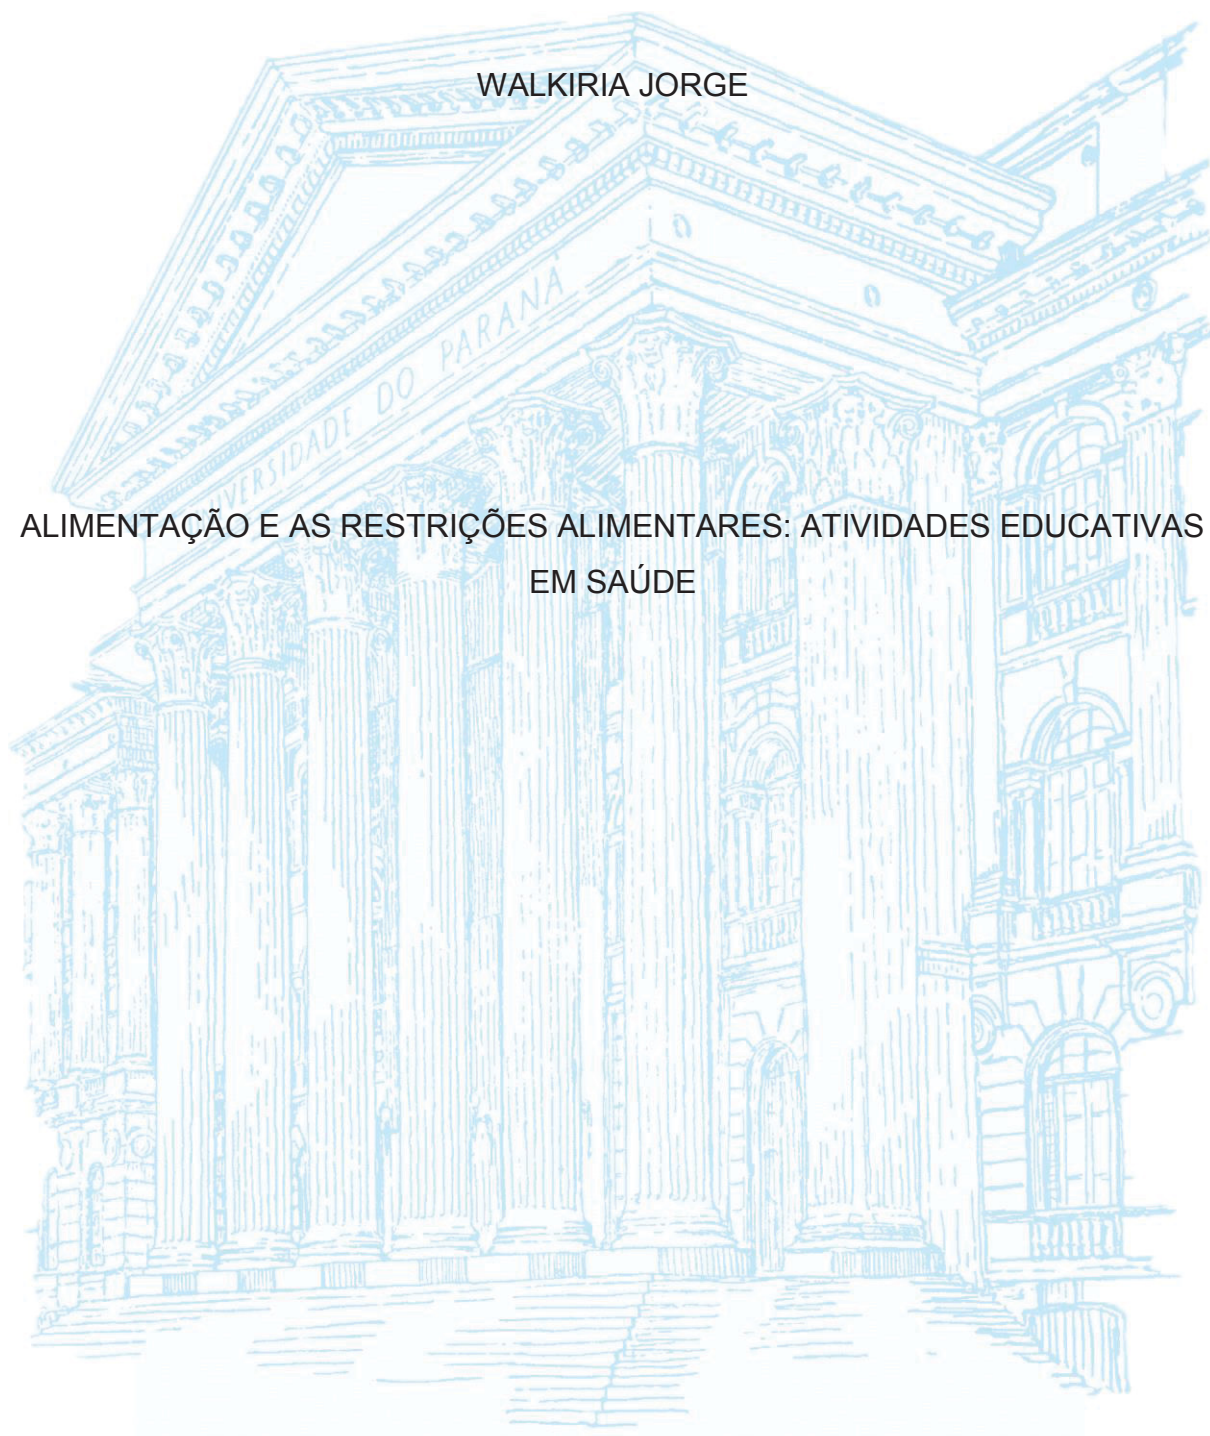 WALKIRIA JORGE
UNIVERSIDADE DO PARANÁ
ALIMENTAÇÃO E AS RESTRIÇÕES ALIMENTARES: ATIVIDADES EDUCATIVAS
EM SAÚDE